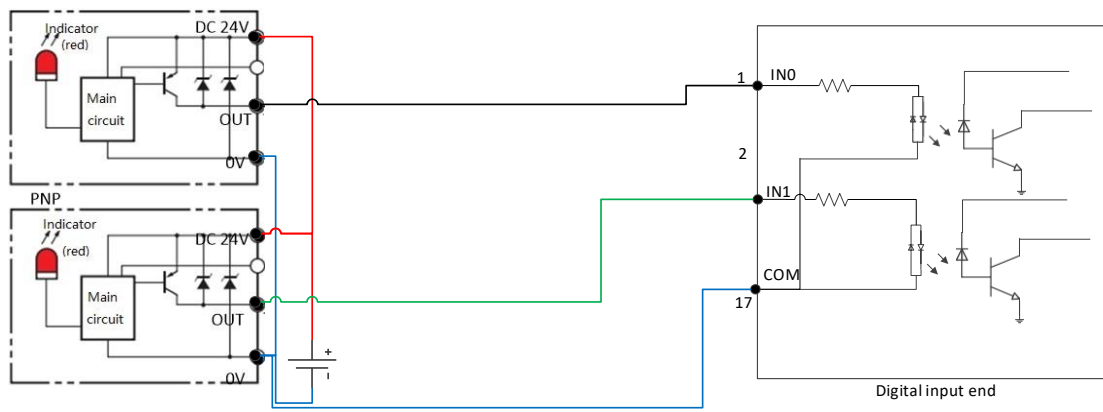 Indicator
(red)
DC 24V
Main
circuit
OUT
0V
PNP
Indicator
(red)
DC 24V
Main
circuit
OUT
0V
+
-
1
IN0
2
IN1
COM
17
Digital input end